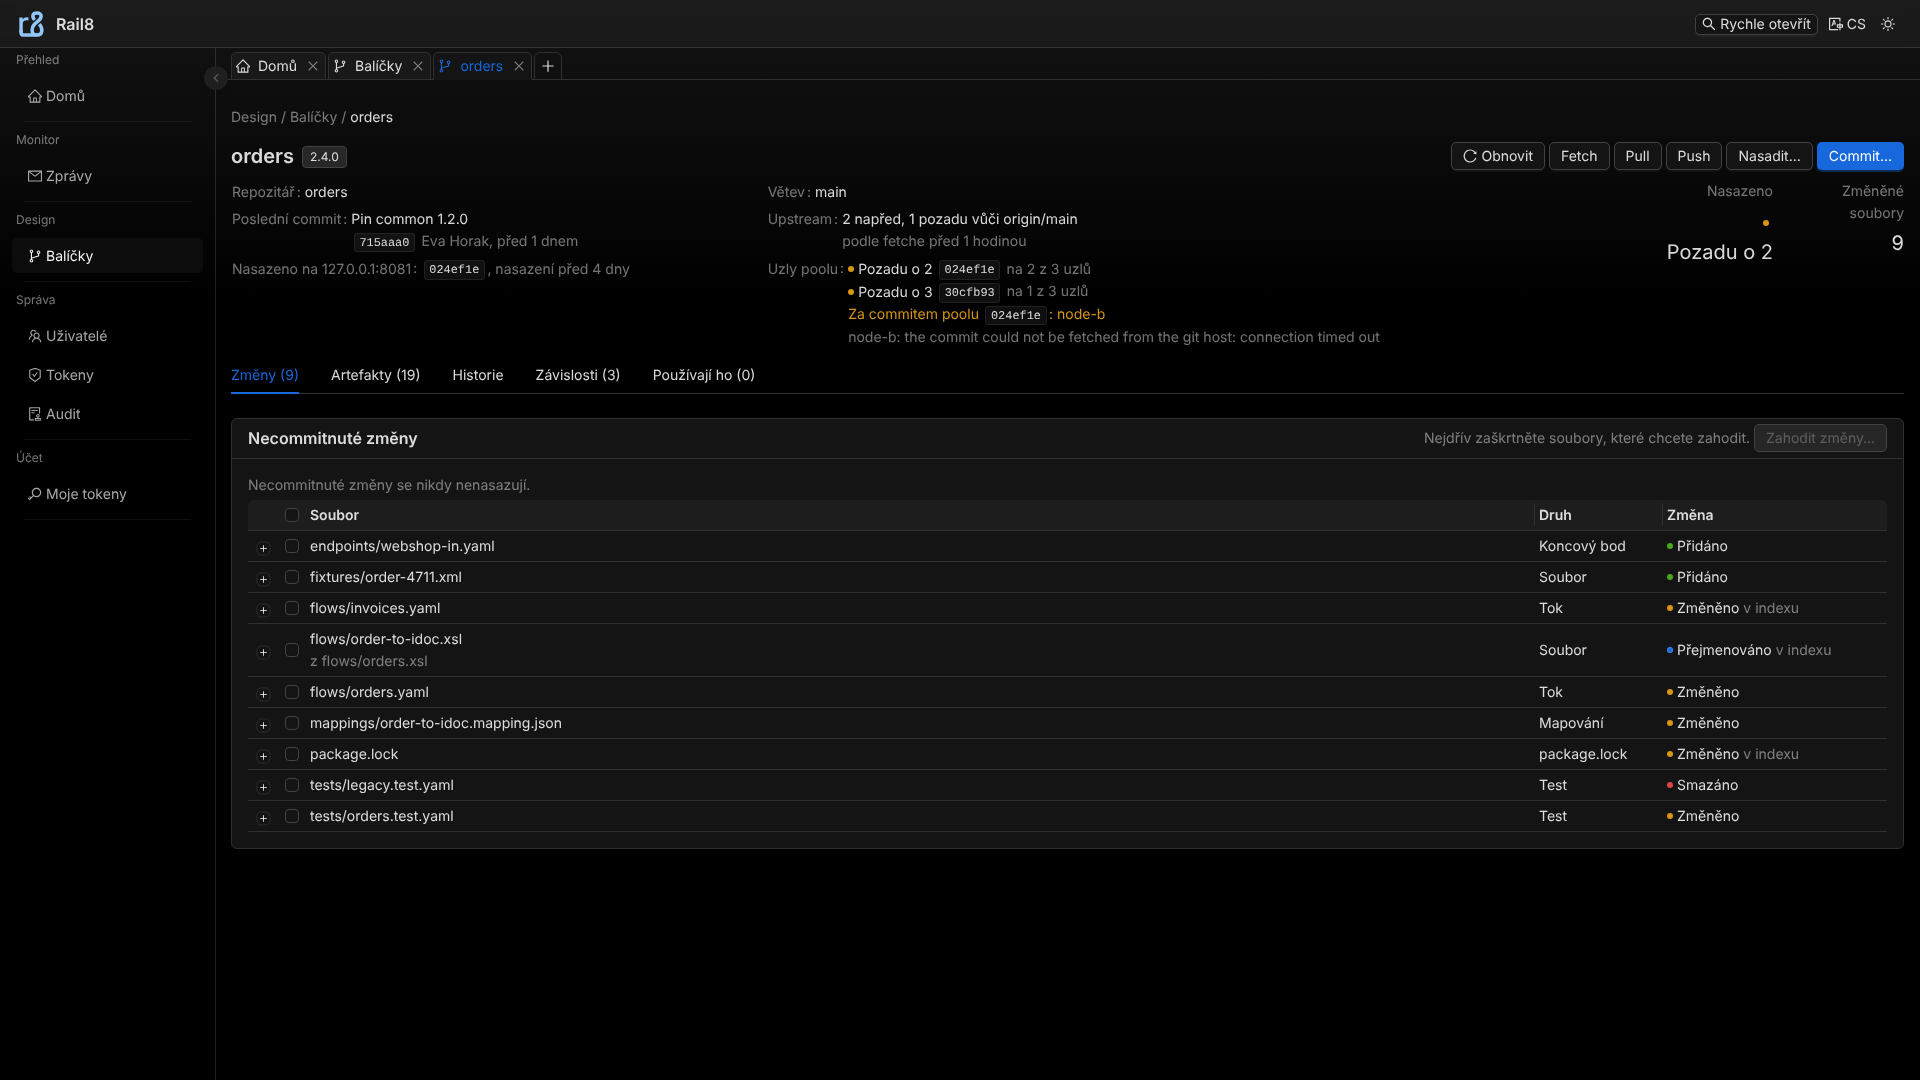 Rail8
Rychle otevřít
CS
Přehled
Domů
Monitor
Zprávy
Design
Balíčky
Správa
Uživatelé
Tokeny
Audit
Účet
Moje tokeny
Domů
Balíčky
orders
Design / Balíčky / orders
orders 2.4.0
Obnovit
Fetch
Pull
Push
Nasadit...
Commit...
Repozitář: orders
Větev: main
Poslední commit: Pin common 1.2.0
715aaa0 Eva Horak, před 1 dnem
Upstream: 2 napřed, 1 pozadu vůči origin/main
podle fetche před 1 hodinou
Nasazeno na 127.0.0.1:8081: 024ef1e, nasazení před 4 dny
Uzly poolu: Pozadu o 2 024ef1e na 2 z 3 uzlů
Pozadu o 3 30cfb93 na 1 z 3 uzlů
Za commitem poolu 024ef1e: node-b
node-b: the commit could not be fetched from the git host: connection timed out
Nasazeno
Pozadu o 2
Změněné
soubory
9
Změny (9)
Artefakty (19)
Historie
Závislosti (3)
Používají ho (0)
Necommitnuté změny
Nejdřív zaškrtněte soubory, které chcete zahodit.
Zahodit změny...
Necommitnuté změny se nikdy nenasazují.
Soubor Druh Změna
endpoints/webshop-in.yaml Koncový bod Přidáno
fixtures/order-4711.xml Soubor Přidáno
flows/invoices.yaml Tok Změněno v indexu
flows/order-to-idoc.xsl
z flows/orders.xsl
Soubor Přejmenováno v indexu
flows/orders.yaml Tok Změněno
mappings/order-to-idoc.mapping.json Mapování Změněno
package.lock package.lock Změněno v indexu
tests/legacy.test.yaml Test Smazáno
tests/orders.test.yaml Test Změněno